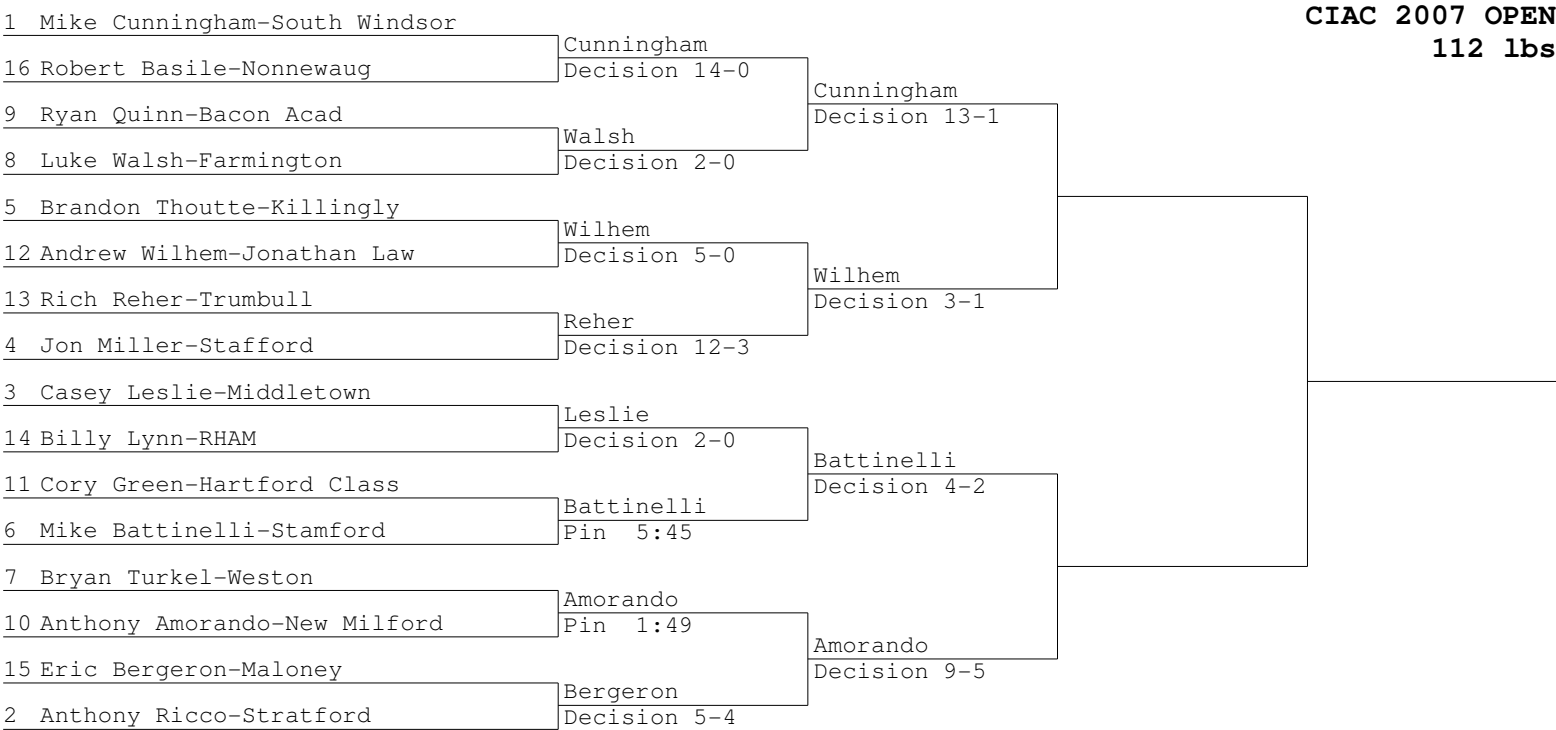 CIAC 2007 OPEN
112 lbs
1 Mike Cunningham-South Windsor
Cunningham
16 Robert Basile-Nonnewaug
Decision 14-0
Cunningham
9 Ryan Quinn-Bacon Acad
Decision 13-1
Walsh
8 Luke Walsh-Farmington
Decision 2-0
5 Brandon Thoutte-Killingly
Wilhem
12 Andrew Wilhem-Jonathan Law
Decision 5-0
Wilhem
13 Rich Reher-Trumbull
Decision 3-1
Reher
4 Jon Miller-Stafford
Decision 12-3
3 Casey Leslie-Middletown
Leslie
14 Billy Lynn-RHAM
Decision 2-0
Battinelli
11 Cory Green-Hartford Class
Decision 4-2
Battinelli
6 Mike Battinelli-Stamford
Pin 5:45
7 Bryan Turkel-Weston
Amorando
10 Anthony Amorando-New Milford
Pin 1:49
Amorando
15 Eric Bergeron-Maloney
Decision 9-5
Bergeron
2 Anthony Ricco-Stratford
Decision 5-4